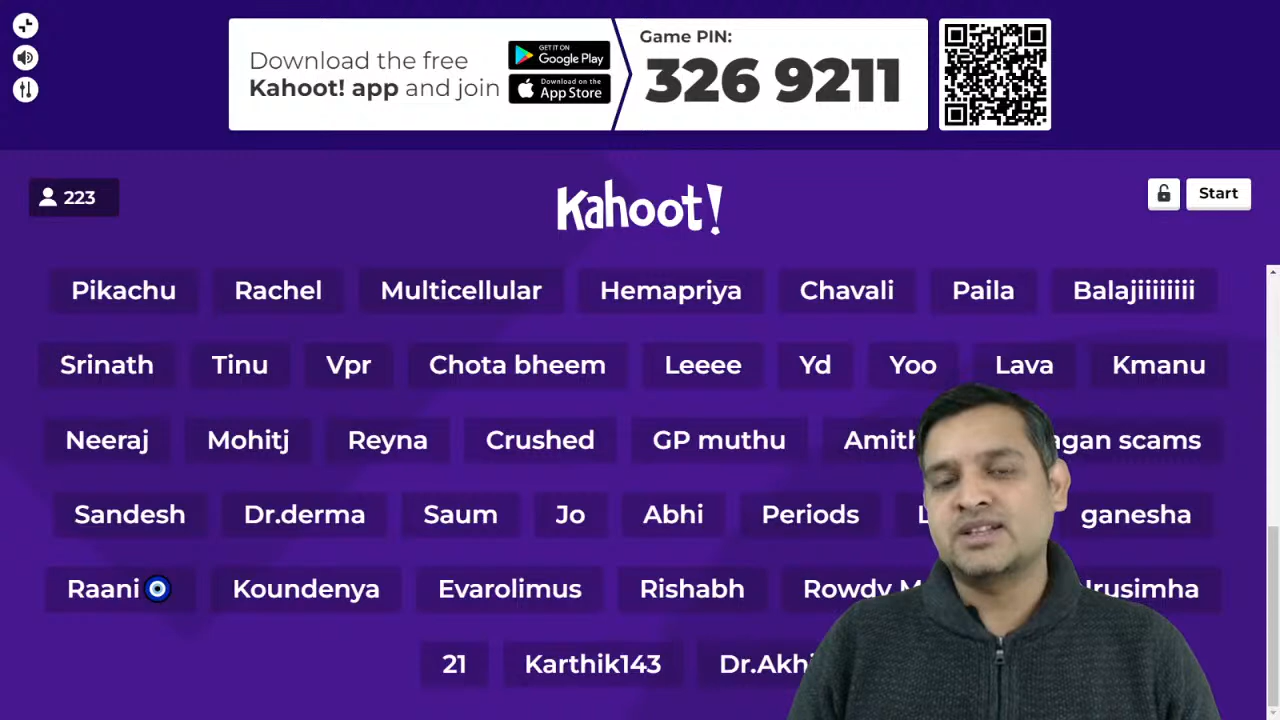 Download the free
Kahoot! app and join
GET IT ON
Google Play
Download on the
App Store
Game PIN:
326 9211
223
Kahoot!
Start
Pikachu Rachel Multicellular Hemapriya Chavali Paila Balajiiiiiiii
Srinath Tinu Vpr Chota bheem Leeee Yd Yoo Lava Kmanu
Neeraj Mohitj Reyna Crushed GP muthu scams
Sandesh Dr.derma Saum Jo Abhi Periods ganesha
Raani Koundenya Evarolimus Rishabh Rowdy
21 Karthik143